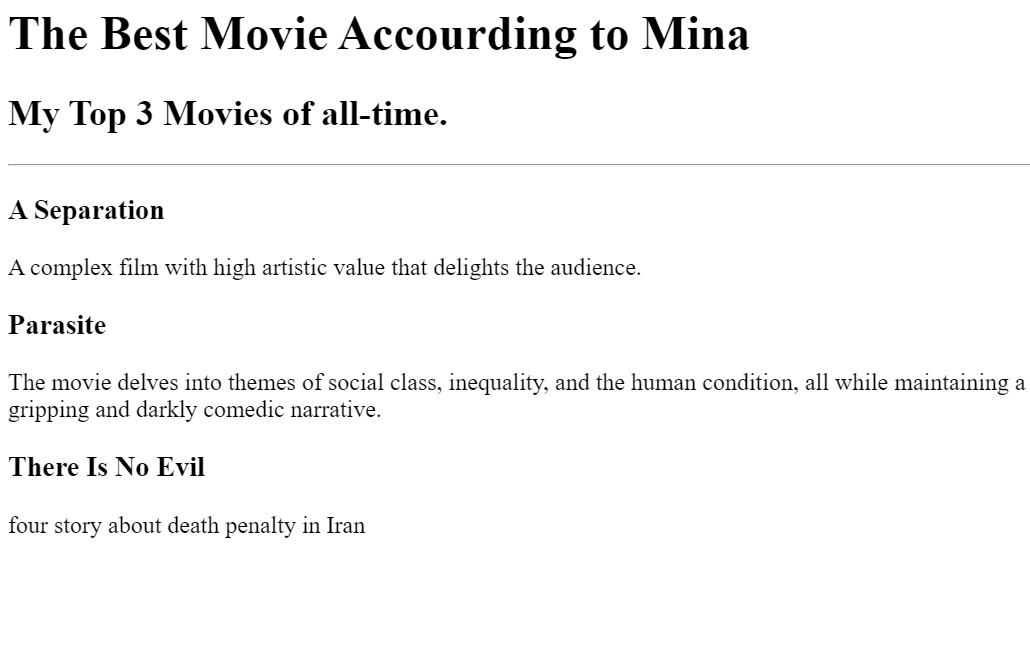 The Best Movie Accourding to Mina
My Top 3 Movies of all-time.
A Separation
A complex film with high artistic value that delights the audience.
Parasite
The movie delves into themes of social class, inequality, and the human condition, all while maintaining a
gripping and darkly comedic narrative.
There Is No Evil
four story about death penalty in Iran